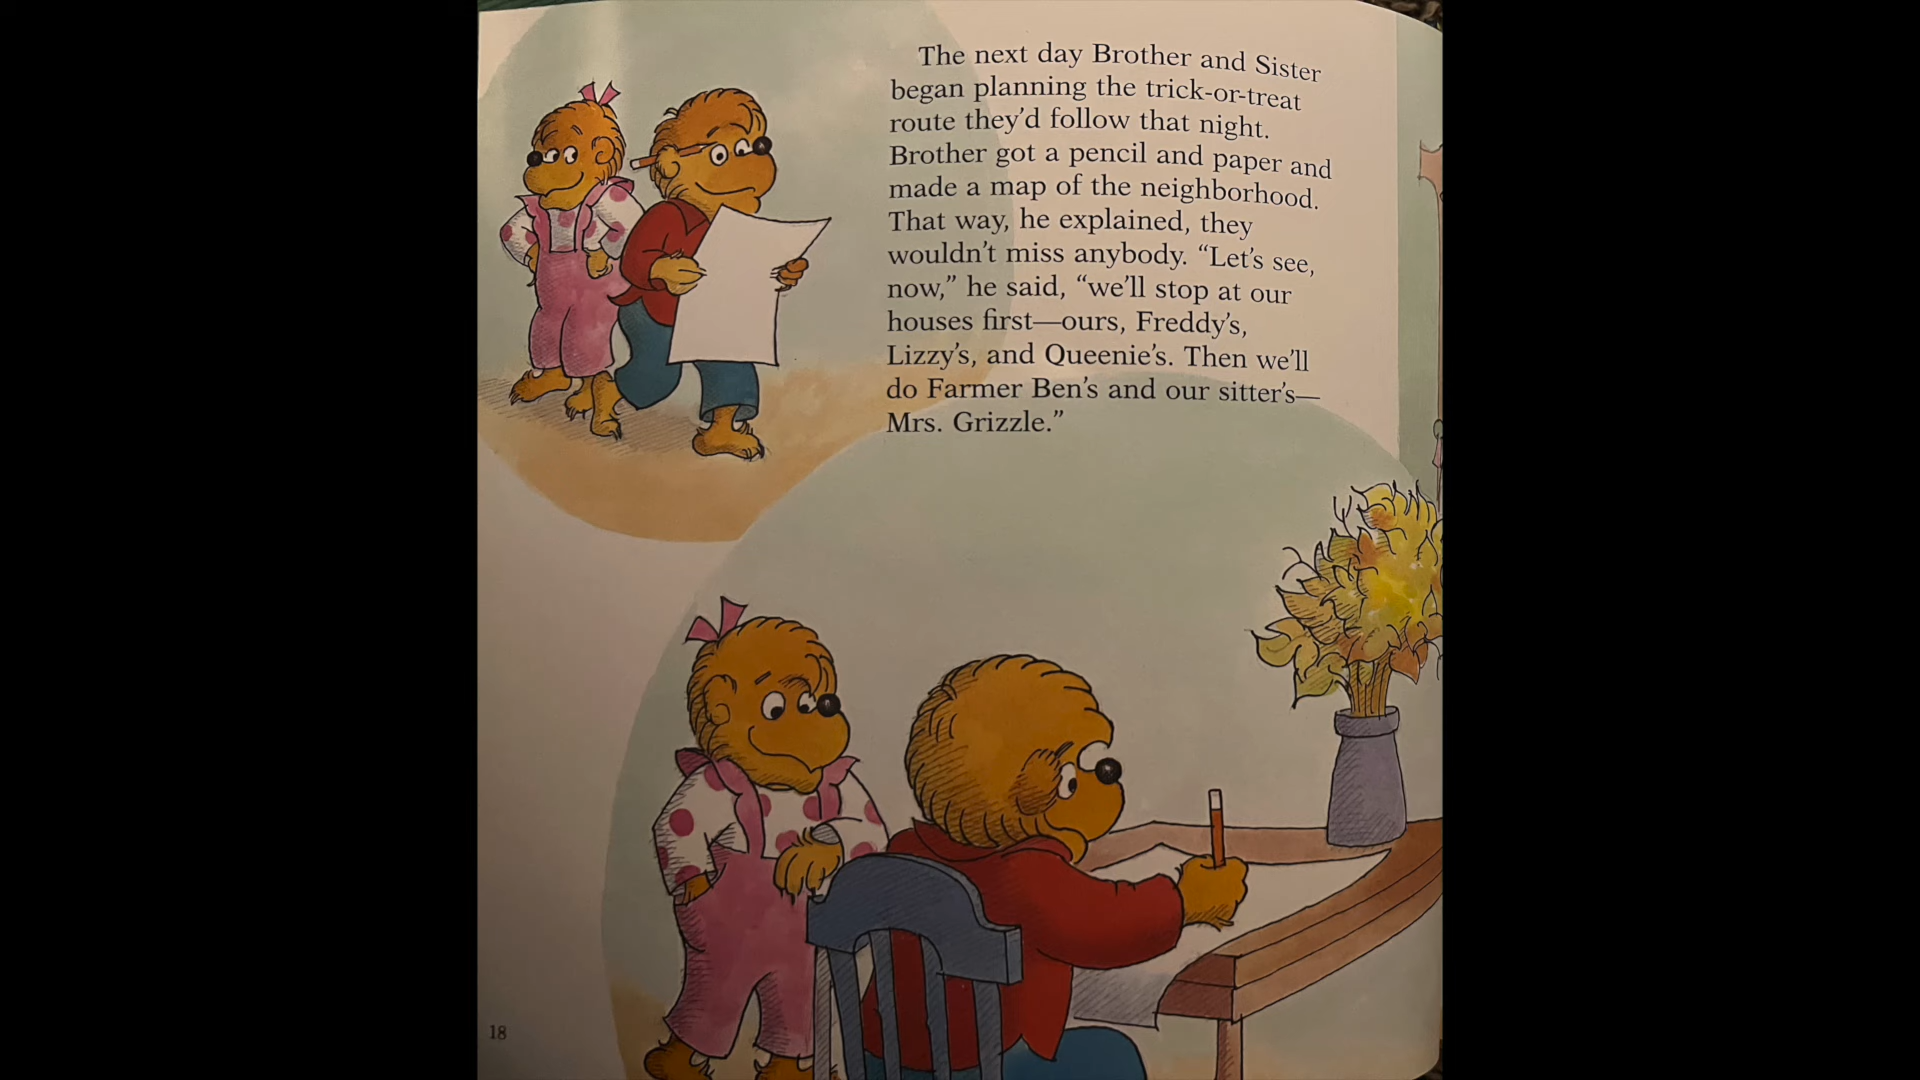 The next day Brother and Sister
began planning the trick-or-treat
route they’d follow that night.
Brother got a pencil and paper and
made a map of the neighborhood.
That way, he explained, they
wouldn’t miss anybody. “Let’s see,
now,” he said, “we’ll stop at our
houses first—ours, Freddy’s,
Lizzy’s, and Queenie’s. Then we’ll
do Farmer Ben’s and our sitter’s—
Mrs. Grizzle.”
18